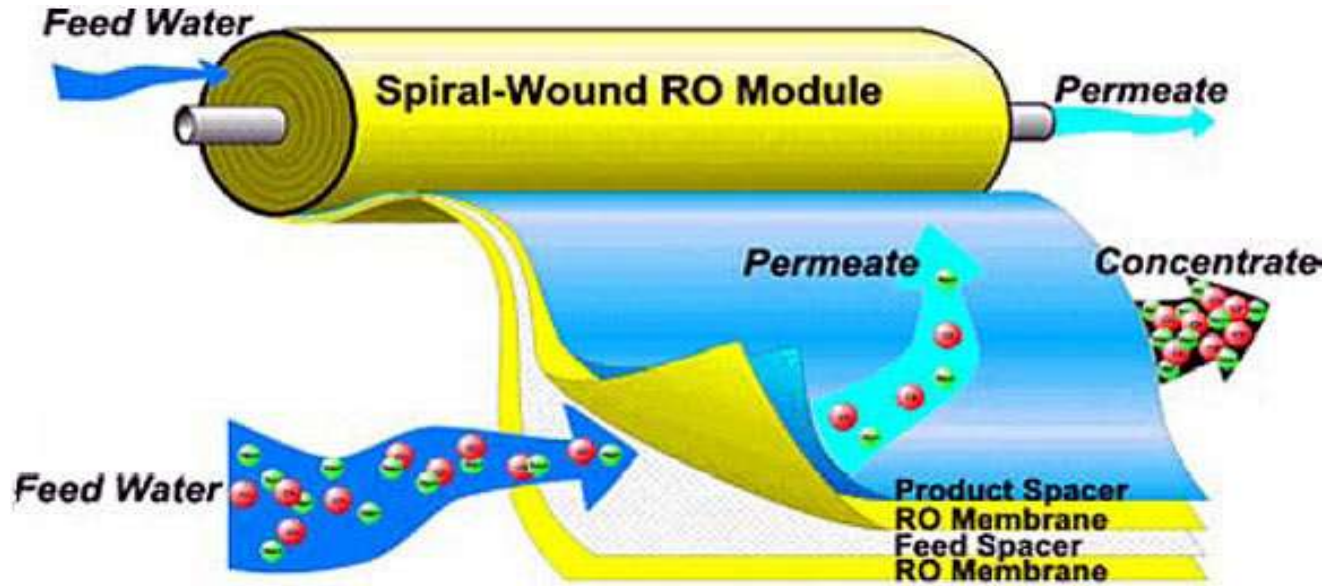 Feed Water
Spiral-Wound RO Module
Permeate
Permeate
Concentrate
Feed Water
Product Spacer
RO Membrane
Feed Spacer
RO Membrane